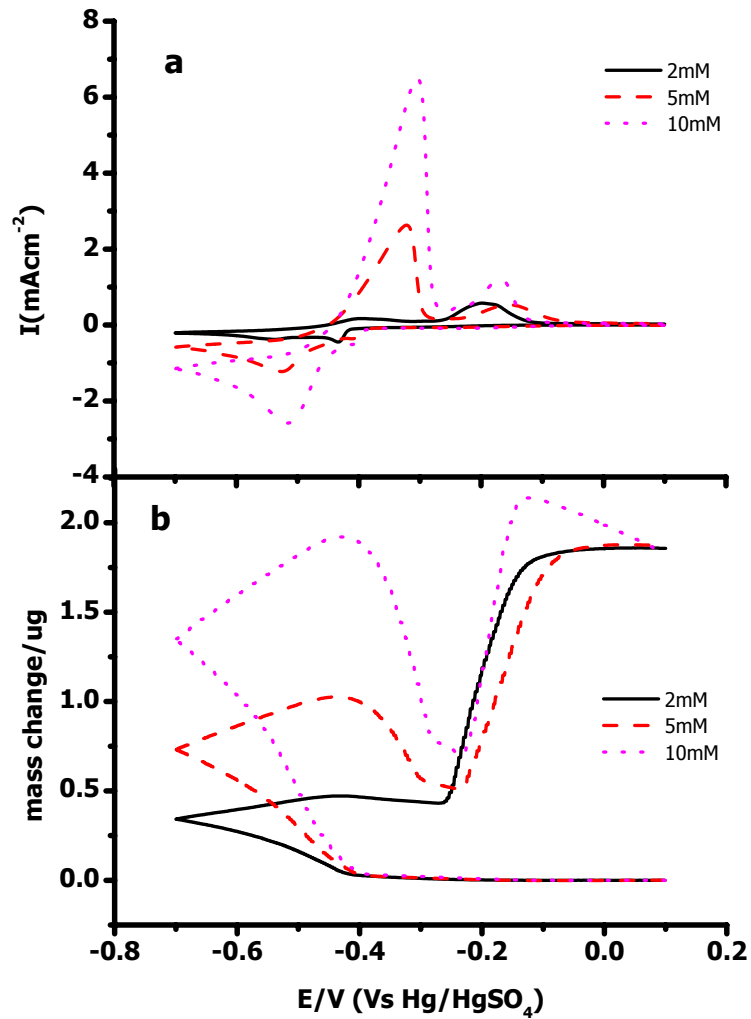 a
8
6
4
2
0
-2
-4
I(mAcm⁻²)
2mM
5mM
10mM
b
2.0
1.5
1.0
0.5
0.0
mass change/ug
2mM
5mM
10mM
-0.8 -0.6 -0.4 -0.2 0.0 0.2
E/V (Vs Hg/HgSO₄)